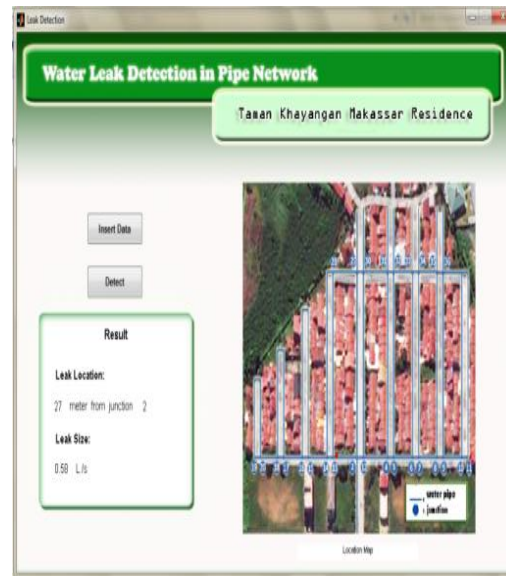 Leak Detection
Water Leak Detection in Pipe Network
Taman Khayangan Makassar Residence
Insert Data
Detect
Result
Leak Location:
27 meter from junction 2
Leak Size:
0.58 L/s
: water pipe
: junction
Location Map